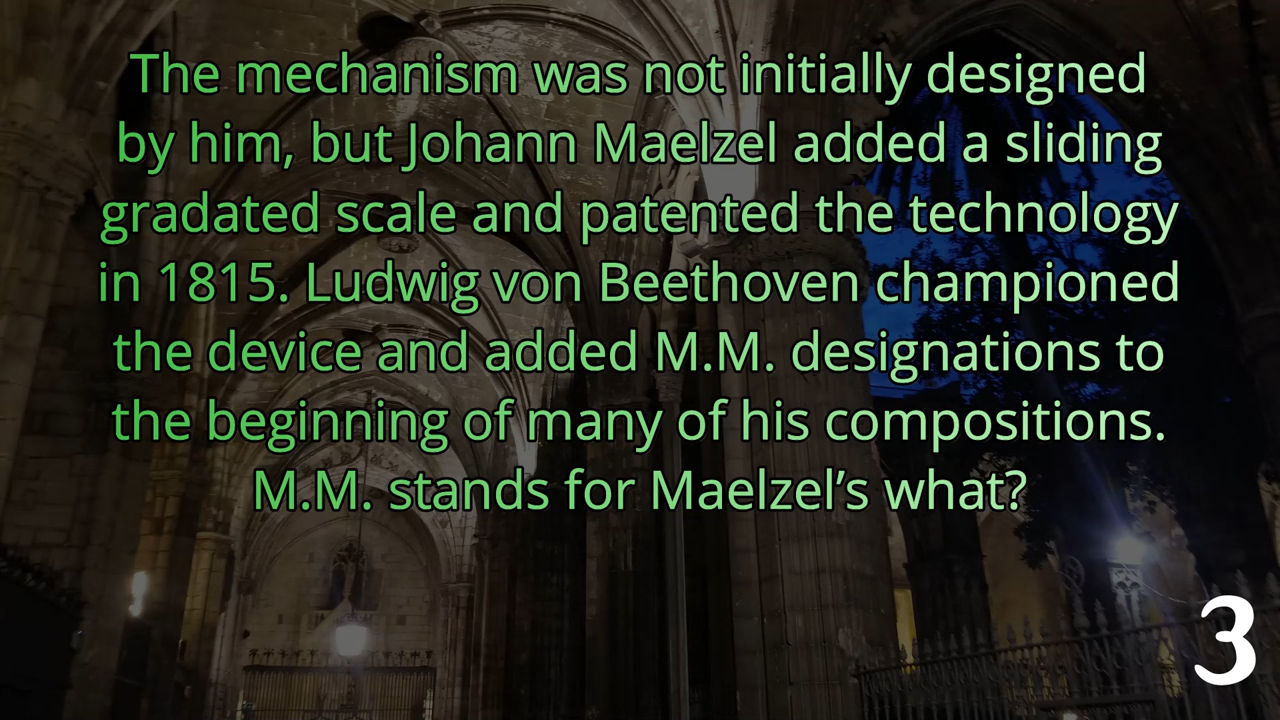 The mechanism was not initially designed
by him, but Johann Maelzel added a sliding
gradated scale and patented the technology
in 1815. Ludwig von Beethoven championed
the device and added M.M. designations to
the beginning of many of his compositions.
M.M. stands for Maelzel’s what?
3